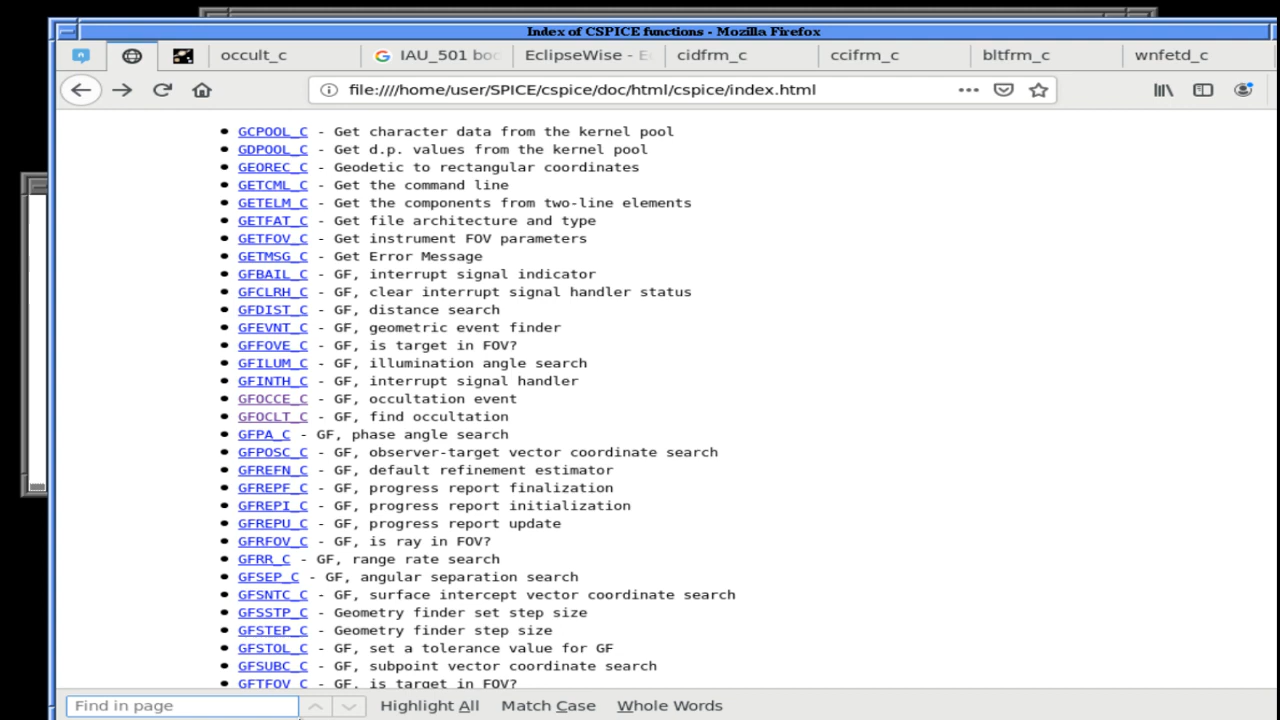 Index of CSPICE functions - Mozilla Firefox
occult_c
IAU_501 boc
EclipseWise - E
cidfrm_c
ccifrm_c
bltfrm_c
wnfetd_c
file:////home/user/SPICE/cspice/doc/html/cspice/index.html
GCPOOL_C - Get character data from the kernel pool
GDPOOL_C - Get d.p. values from the kernel pool
GEOREC_C - Geodetic to rectangular coordinates
GETCML_C - Get the command line
GETELM_C - Get the components from two-line elements
GETFAT_C - Get file architecture and type
GETFOV_C - Get instrument FOV parameters
GETMSG_C - Get Error Message
GFBAIL_C - GF, interrupt signal indicator
GFCLRH_C - GF, clear interrupt signal handler status
GFDIST_C - GF, distance search
GFEVNT_C - GF, geometric event finder
GFFOVE_C - GF, is target in FOV?
GFILUM_C - GF, illumination angle search
GFINTH_C - GF, interrupt signal handler
GFOCCE_C - GF, occultation event
GFOCLT_C - GF, find occultation
GFPA_C - GF, phase angle search
GFPOSC_C - GF, observer-target vector coordinate search
GFREFN_C - GF, default refinement estimator
GFREPF_C - GF, progress report finalization
GFREPI_C - GF, progress report initialization
GFREPU_C - GF, progress report update
GFRFOV_C - GF, is ray in FOV?
GFRR_C - GF, range rate search
GFSEP_C - GF, angular separation search
GFSNTC_C - GF, surface intercept vector coordinate search
GFSSTP_C - Geometry finder set step size
GFSTEP_C - Geometry finder step size
GFSTOL_C - GF, set a tolerance value for GF
GFSUBC_C - GF, subpoint vector coordinate search
GFTFOV_C - GF, is target in FOV?
Find in page
Highlight All
Match Case
Whole Words